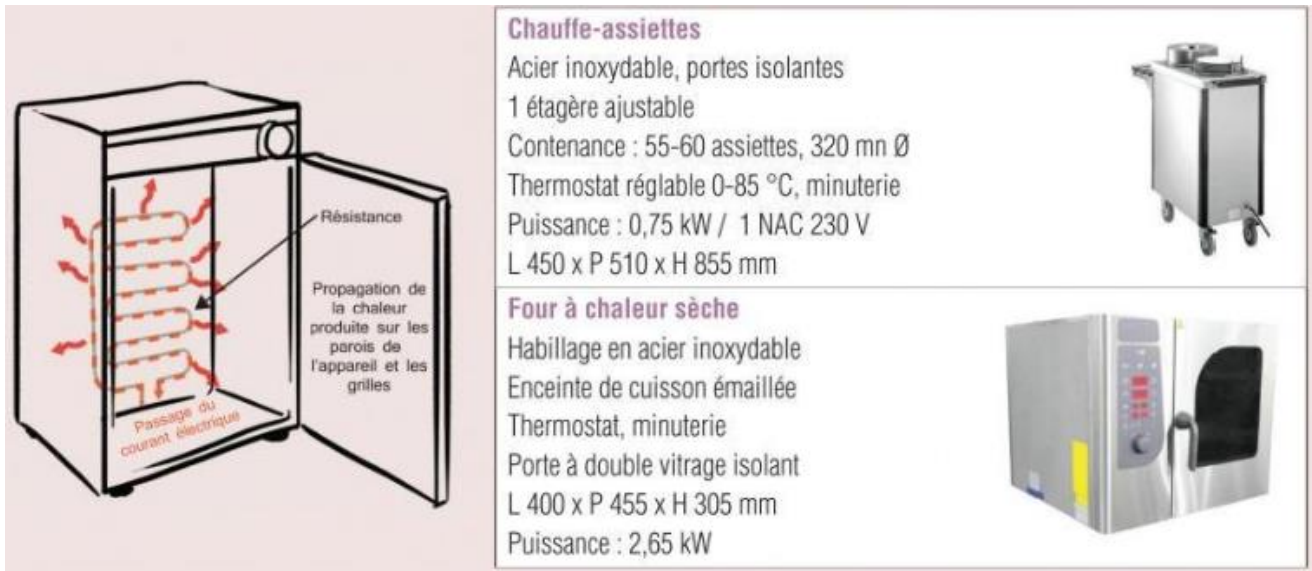 Résistance
Propagation de
la chaleur
produite sur les
parois de
l'appareil et les
grilles
Passage du
courant électrique
Chauffe-assiettes
Acier inoxydable, portes isolantes
1 étagère ajustable
Contenance : 55-60 assiettes, 320 mn Ø
Thermostat réglable 0-85 °C, minuterie
Puissance : 0,75 kW / 1 NAC 230 V
L 450 x P 510 x H 855 mm
Four à chaleur sèche
Habillage en acier inoxydable
Enceinte de cuisson émaillée
Thermostat, minuterie
Porte à double vitrage isolant
L 400 x P 455 x H 305 mm
Puissance : 2,65 kW